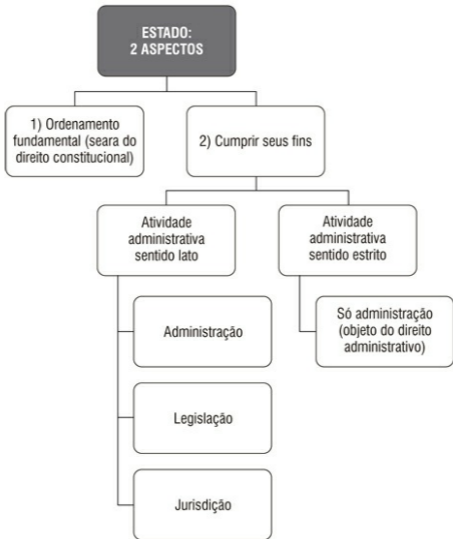 ESTADO:
2 ASPECTOS
1) Ordenamento
fundamental (seara do
direito constitucional)
2) Cumprir seus fins
Atividade
administrativa
sentido lato
Atividade
administrativa
sentido estrito
Administração
Só administração
(objeto do direito
administrativo)
Legislação
Jurisdição